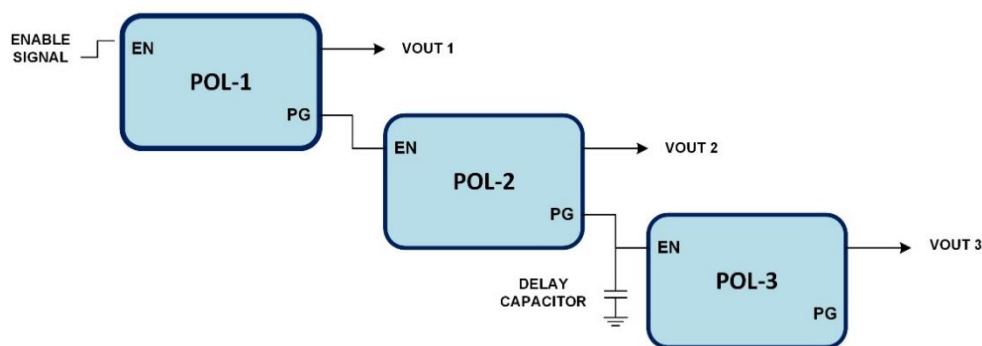 ENABLE
SIGNAL
EN
VOUT 1
POL-1
PG
EN
VOUT 2
POL-2
PG
EN
VOUT 3
DELAY
CAPACITOR
POL-3
PG